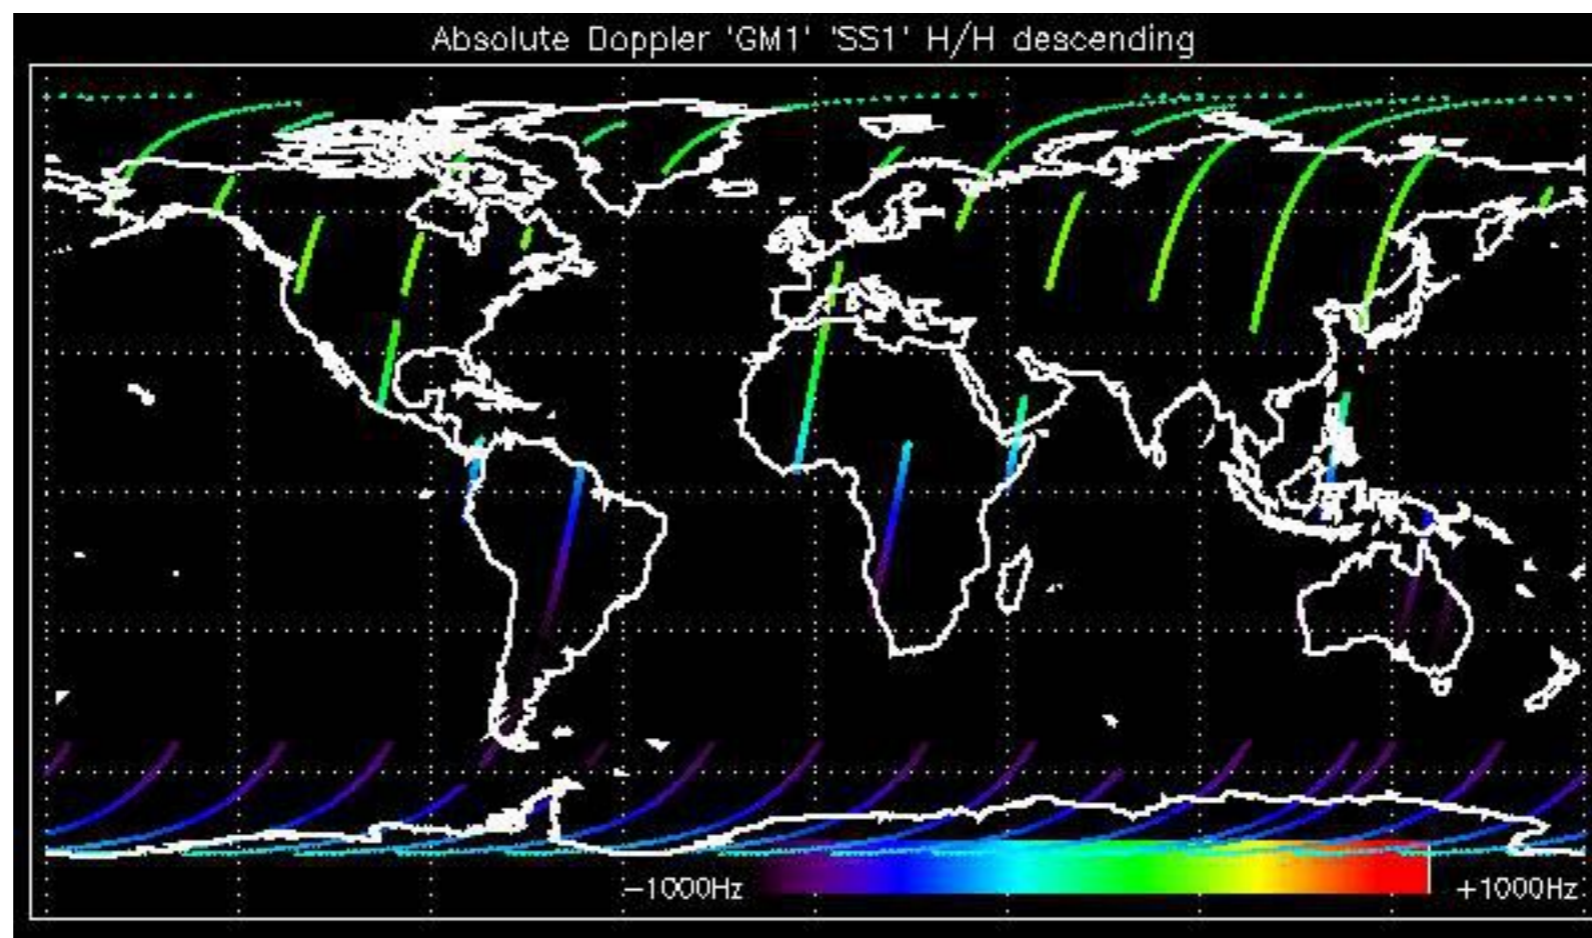 Absolute Doppler 'GM1' 'SS1' H/H descending
-1000Hz
+1000Hz